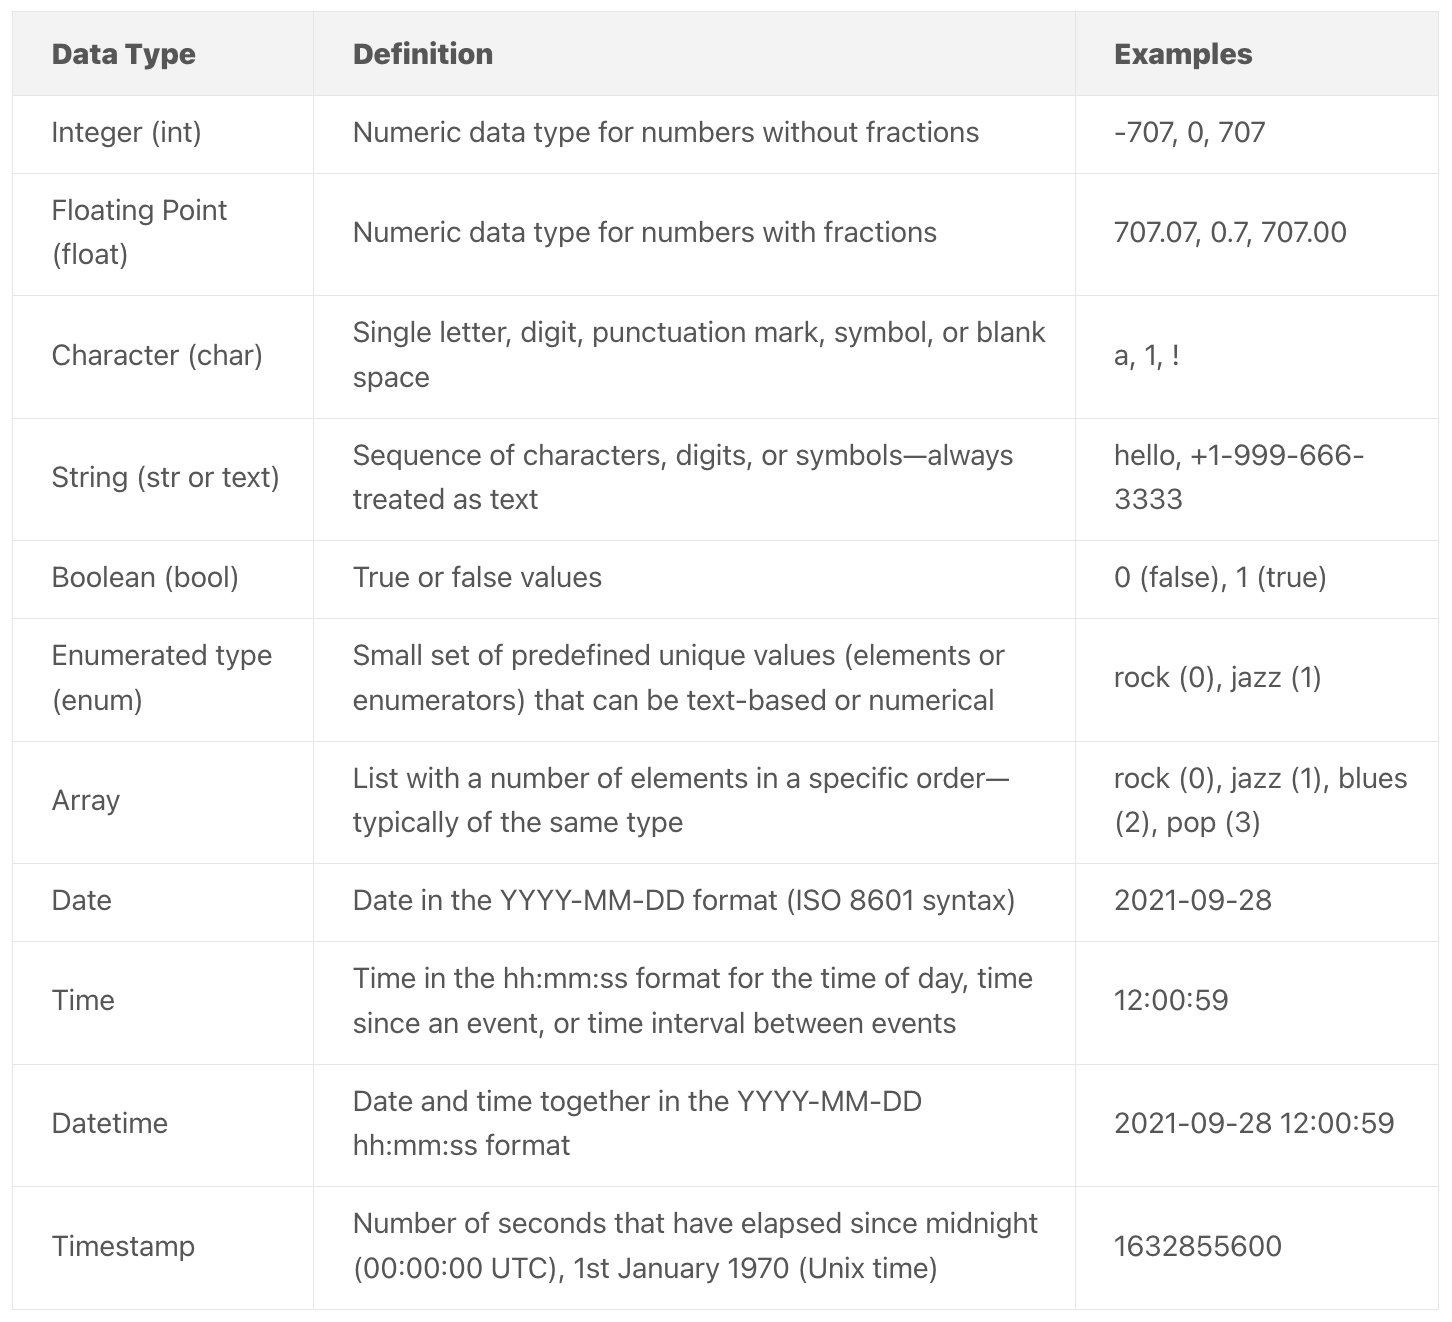 Data Type Definition Examples
Integer (int) Numeric data type for numbers without fractions -707, 0, 707
Floating Point
(float)
Numeric data type for numbers with fractions
707.07, 0.7, 707.00
Character (char)
Single letter, digit, punctuation mark, symbol, or blank
space
a, 1, !
String (str or text)
Sequence of characters, digits, or symbols—always
treated as text
hello, +1-999-666-
3333
Boolean (bool) True or false values 0 (false), 1 (true)
Enumerated type
(enum)
Small set of predefined unique values (elements or
enumerators) that can be text-based or numerical
rock (0), jazz (1)
Array
List with a number of elements in a specific order—
typically of the same type
rock (0), jazz (1), blues
(2), pop (3)
Date Date in the YYYY-MM-DD format (ISO 8601 syntax) 2021-09-28
Time
Time in the hh:mm:ss format for the time of day, time
since an event, or time interval between events
12:00:59
Datetime
Date and time together in the YYYY-MM-DD
hh:mm:ss format
2021-09-28 12:00:59
Timestamp
Number of seconds that have elapsed since midnight
(00:00:00 UTC), 1st January 1970 (Unix time)
1632855600